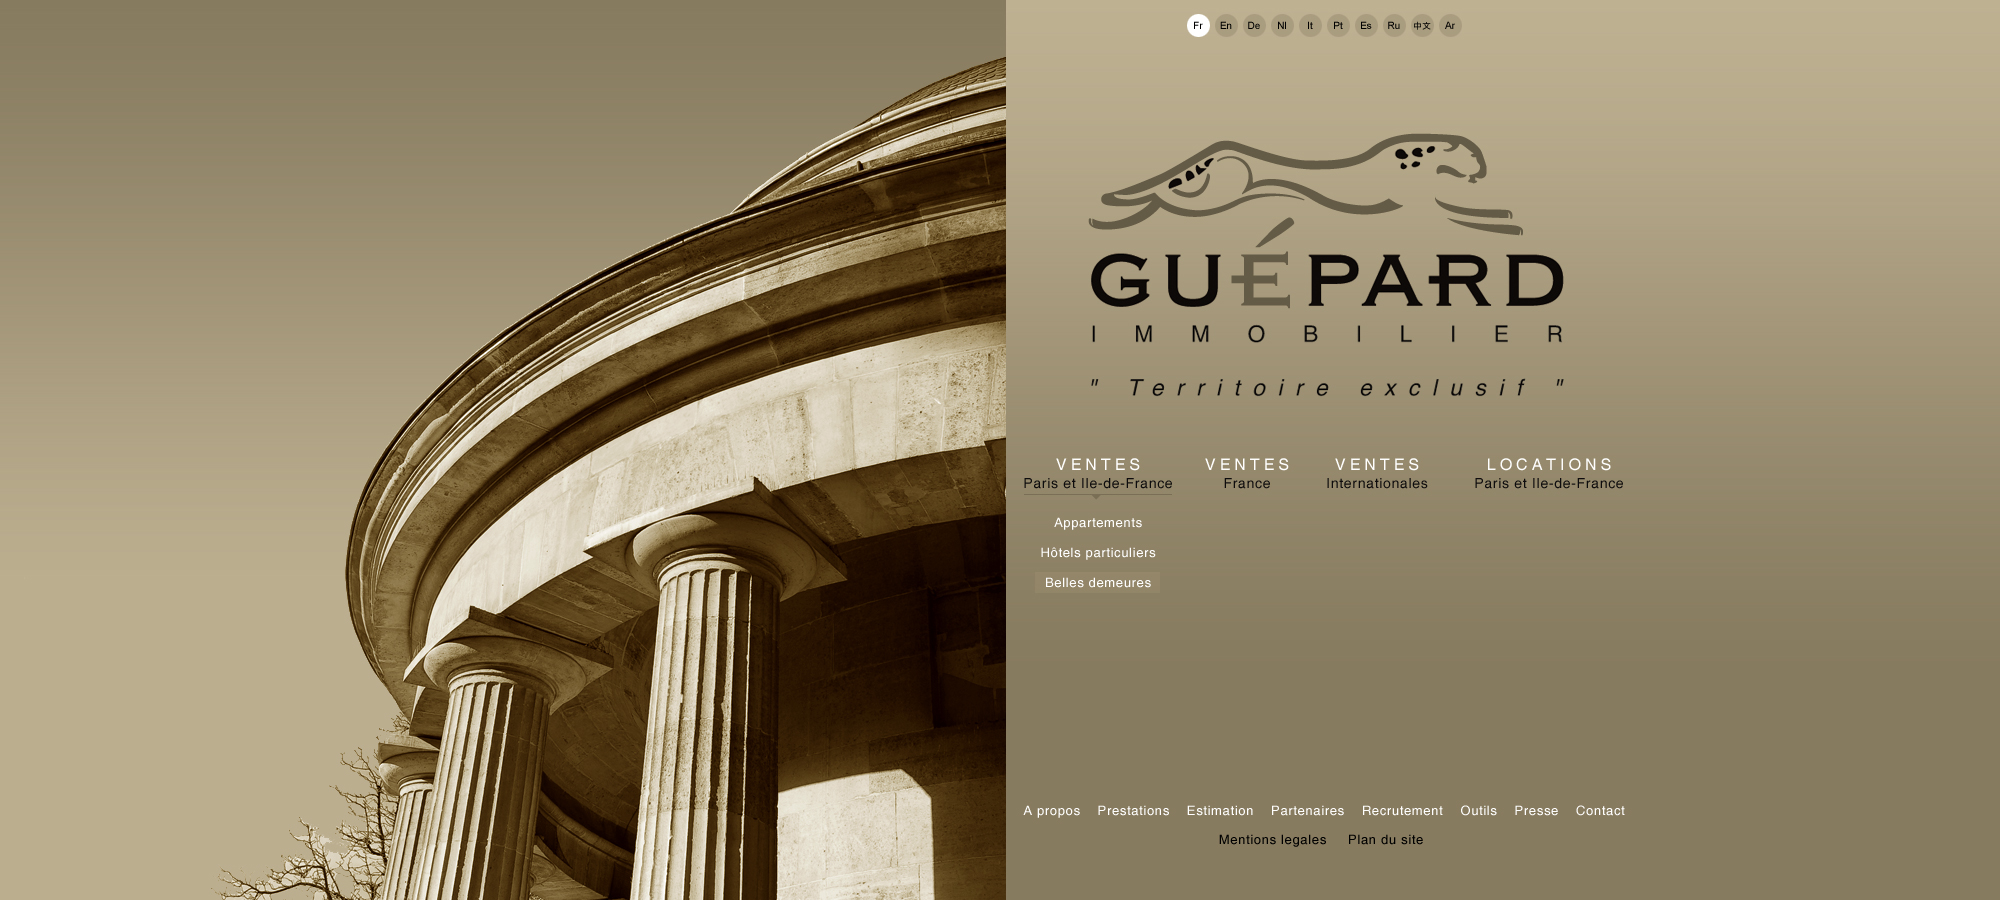 Fr En De Nl It Pt Es Ru 中文 Ar
GUÉPARD
IMMOBILIER
" Territoire exclusif "
VENTES
Paris et Ile-de-France
VENTES
France
VENTES
Internationales
LOCATIONS
Paris et Ile-de-France
Appartements
Hôtels particuliers
Belles demeures
A propos Prestations Estimation Partenaires Recrutement Outils Presse Contact
Mentions legales Plan du site